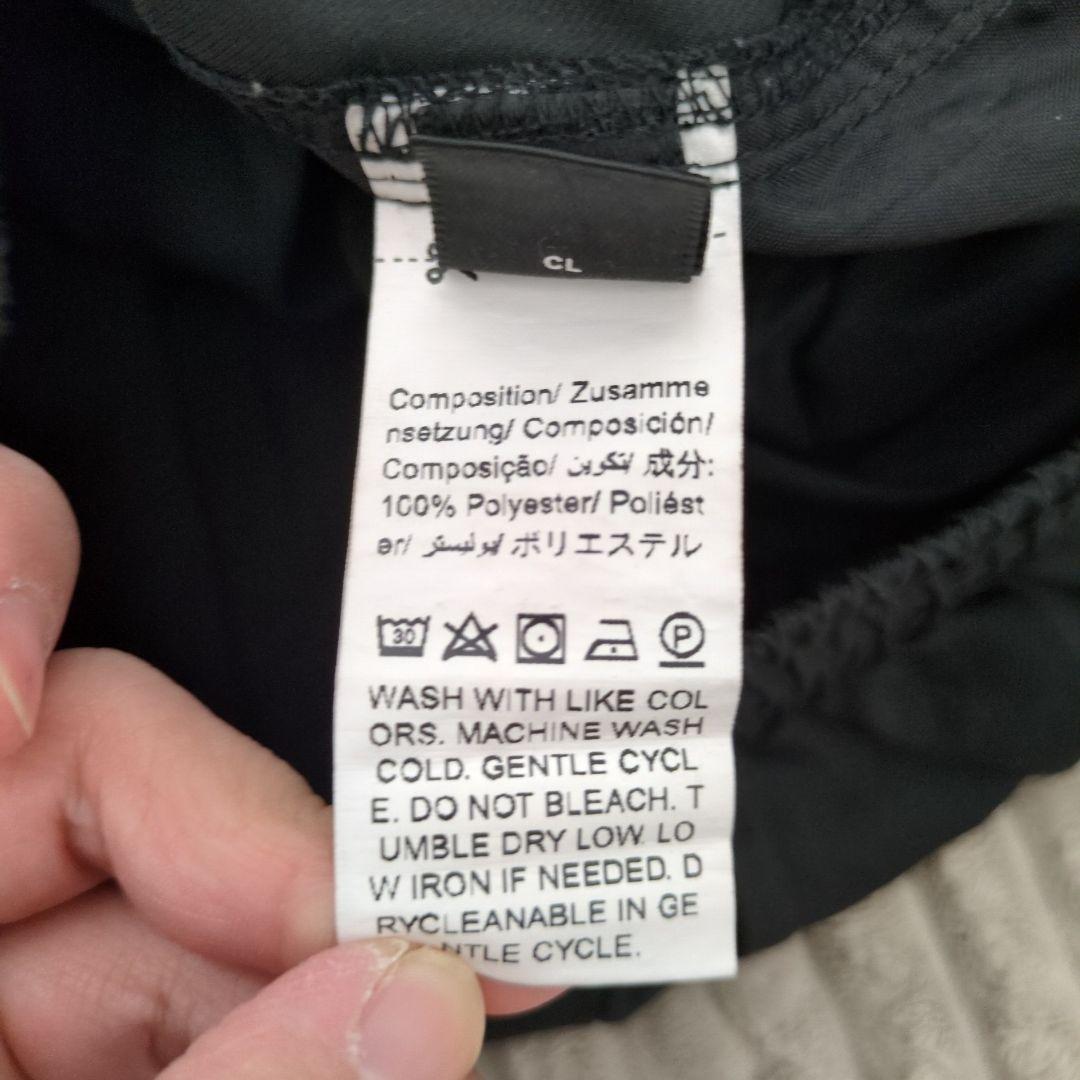 CL
Composition/ Zusamme
nsetzung/ Composición/
Composição/ تكوين/ 成分:
100% Polyester/ Poliést
er/ بوليستر/ ポリエステル
30 P
WASH WITH LIKE COL
ORS. MACHINE WASH
COLD. GENTLE CYCL
E. DO NOT BLEACH. T
UMBLE DRY LOW. LO
W IRON IF NEEDED. D
RYCLEANABLE IN GE
NTLE CYCLE.